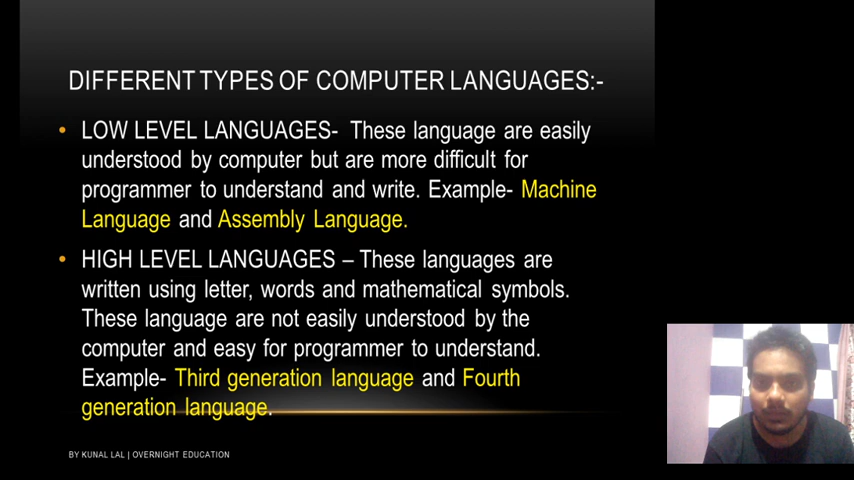 DIFFERENT TYPES OF COMPUTER LANGUAGES:-
• LOW LEVEL LANGUAGES- These language are easily
understood by computer but are more difficult for
programmer to understand and write. Example- Machine
Language and Assembly Language.
• HIGH LEVEL LANGUAGES – These languages are
written using letter, words and mathematical symbols.
These language are not easily understood by the
computer and easy for programmer to understand.
Example- Third generation language and Fourth
generation language.
BY KUNAL LAL | OVERNIGHT EDUCATION